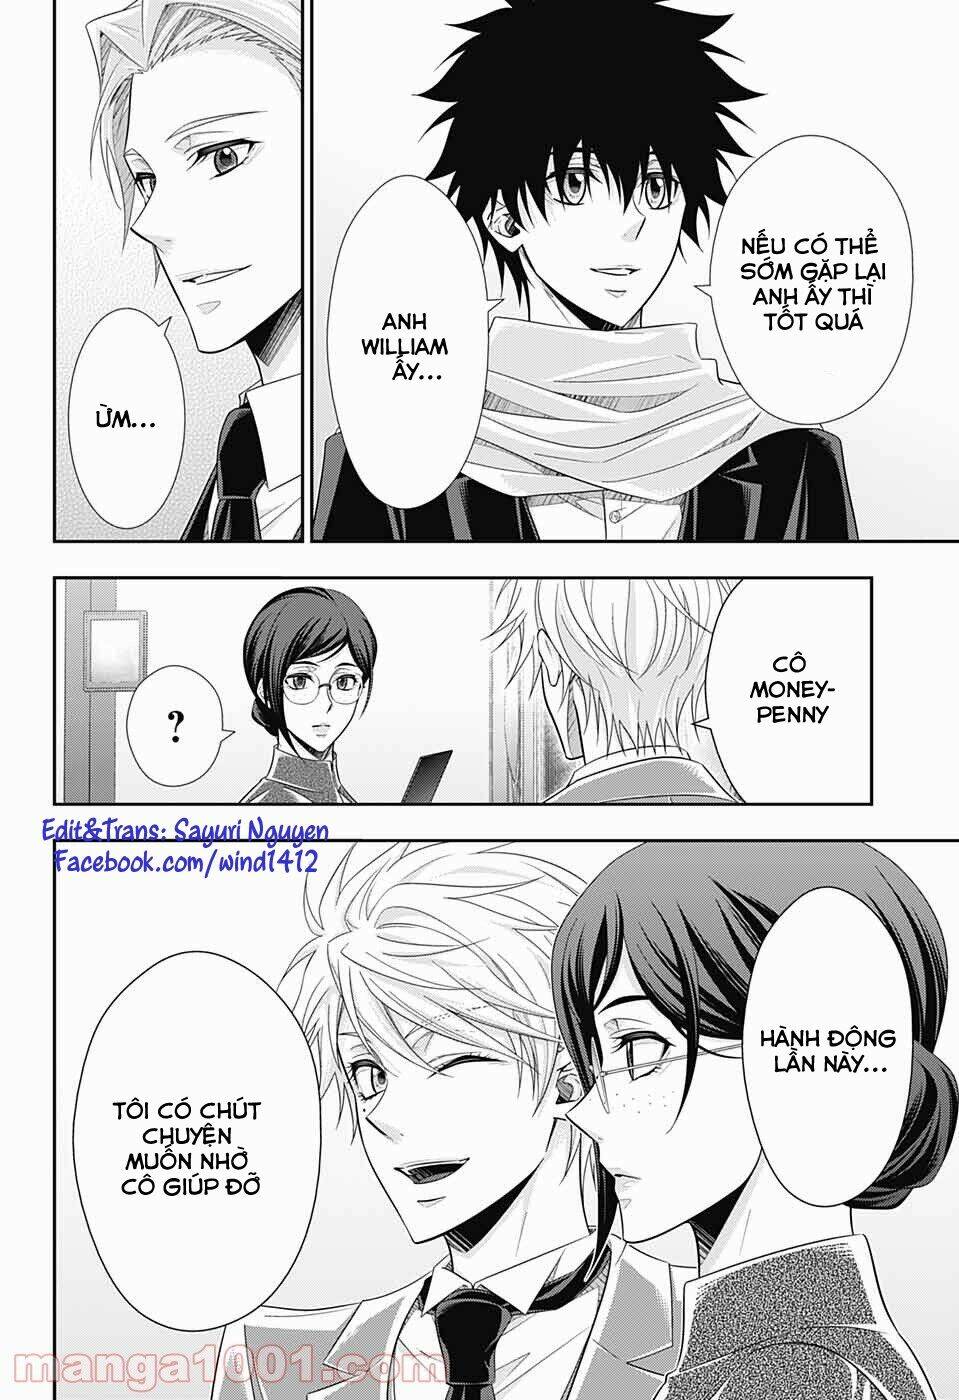 NẾU CÓ THỂ
SỚM GẶP LẠI
ANH ẤY THÌ
TỐT QUÁ
ANH
WILLIAM
ẤY...
ỪM...
CÔ
MONEY-
PENNY
?
Edit&Trans: Sayuri Nguyen
Facebook.com/wind1412
HÀNH ĐỘNG
LẦN NÀY...
TÔI CÓ CHÚT
CHUYỆN
MUỐN NHỜ
CÔ GIÚP ĐỠ
manga1001.com